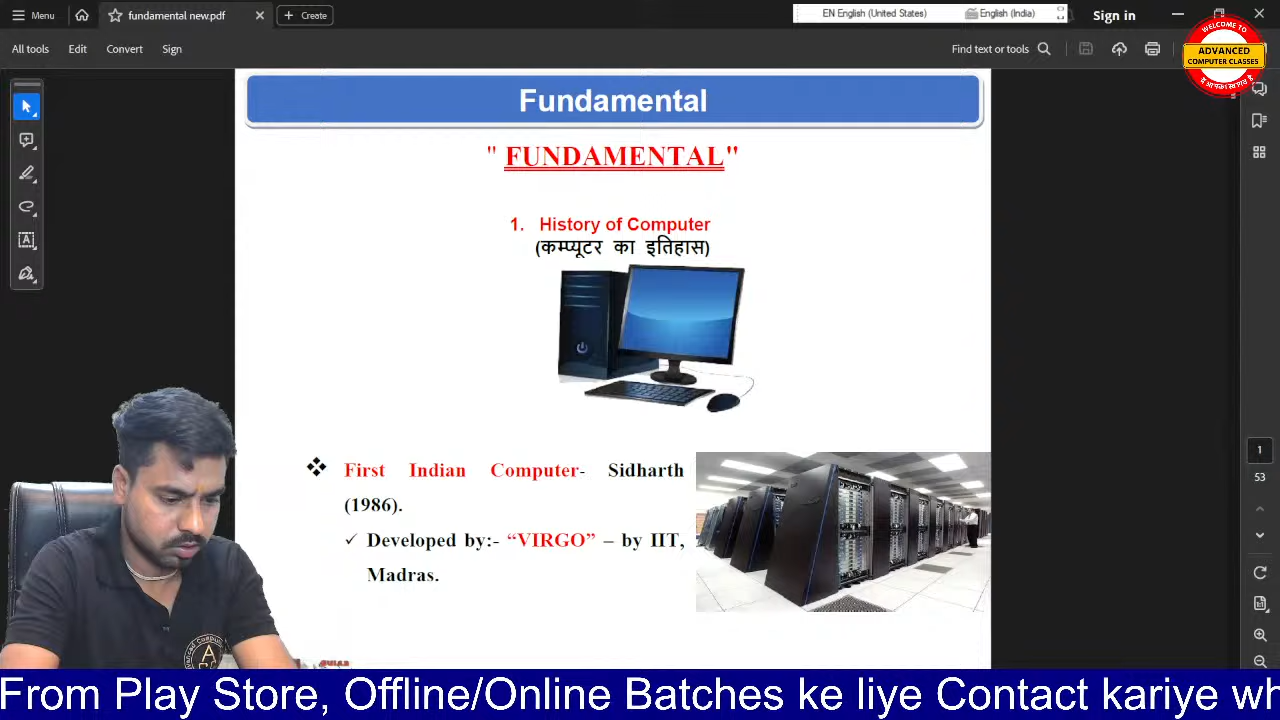 Menu
fundamental new.pdf
Create
EN English (United States)
English (India)
Sign in
All tools
Edit
Convert
Sign
Find text or tools
WELCOME TO
ADVANCED
COMPUTER CLASSES
Fundamental
" FUNDAMENTAL"
1. History of Computer
(कम्प्यूटर का इतिहास)
❖ First Indian Computer- Sidharth
(1986).
✓ Developed by:- “VIRGO” – by IIT,
Madras.
1
53
From Play Store, Offline/Online Batches ke liye Contact kariye wh